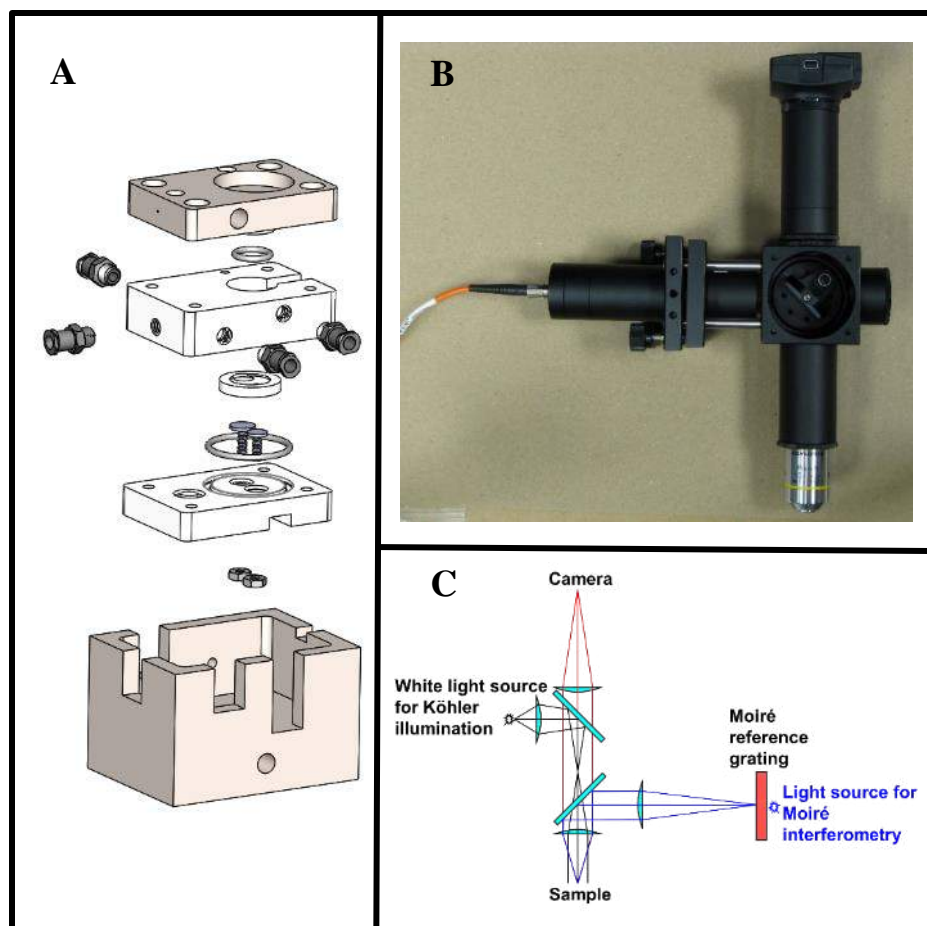 A
B
C
Camera
White light source
for Köhler
illumination
Moiré
reference
grating
Light source for
Moiré
interferometry
Sample